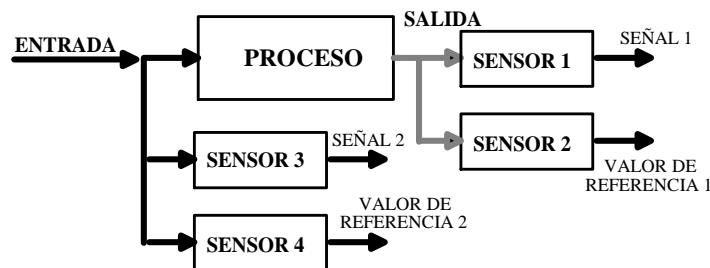 SALIDA
ENTRADA
PROCESO
SENSOR 1
SEÑAL 1
SENSOR 2
VALOR DE
REFERENCIA 1
SENSOR 3
SEÑAL 2
SENSOR 4
VALOR DE
REFERENCIA 2